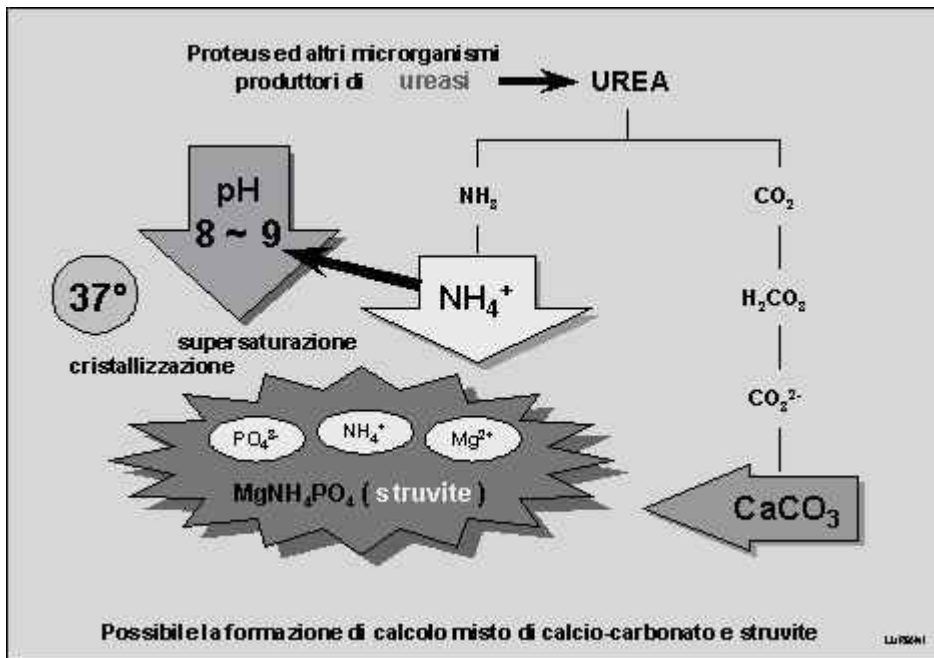 Proteus ed altri microrganismi
produttori di ureasi
UREA
pH
8 ~ 9
NH₃
CO₂
37°
NH₄⁺
H₂CO₃
supersaturazione
cristallizzazione
CO₃²⁻
PO₄³⁻
NH₄⁺
Mg²⁺
MgNH₄PO₄ ( struvite )
CaCO₃
Possibile la formazione di calcolo misto di calcio-carbonato e struvite